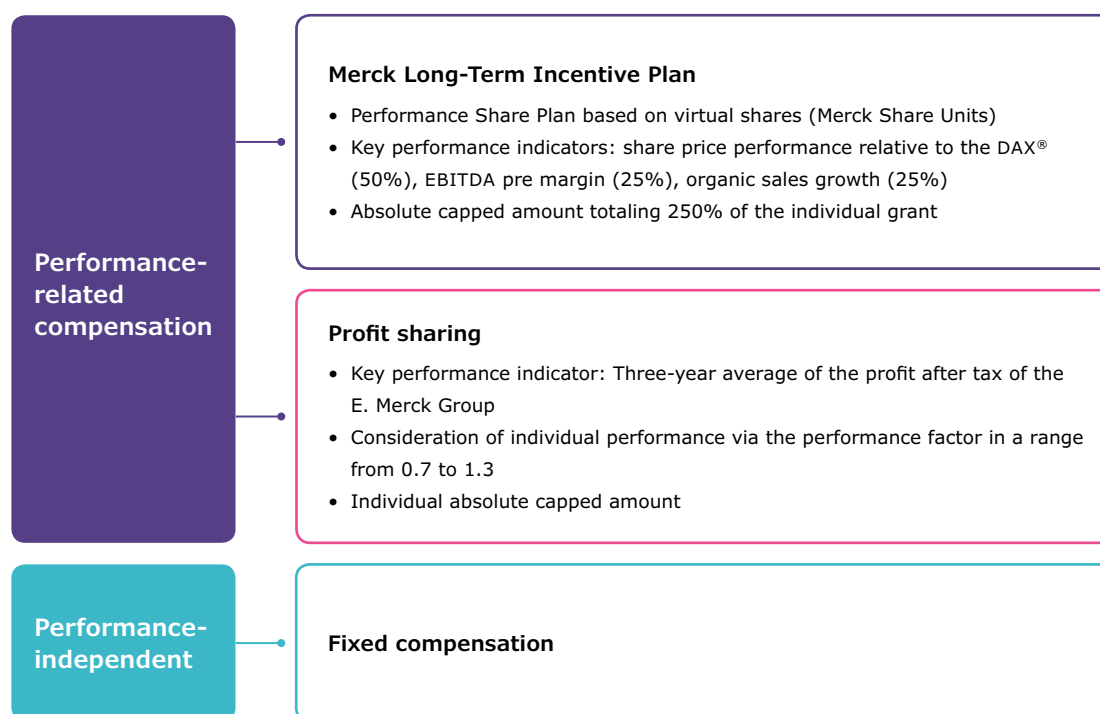 Performance-
related
compensation
Merck Long-Term Incentive Plan
• Performance Share Plan based on virtual shares (Merck Share Units)
• Key performance indicators: share price performance relative to the DAX®
(50%), EBITDA pre margin (25%), organic sales growth (25%)
• Absolute capped amount totaling 250% of the individual grant
Profit sharing
• Key performance indicator: Three-year average of the profit after tax of the
E. Merck Group
• Consideration of individual performance via the performance factor in a range
from 0.7 to 1.3
• Individual absolute capped amount
Performance-
independent
Fixed compensation